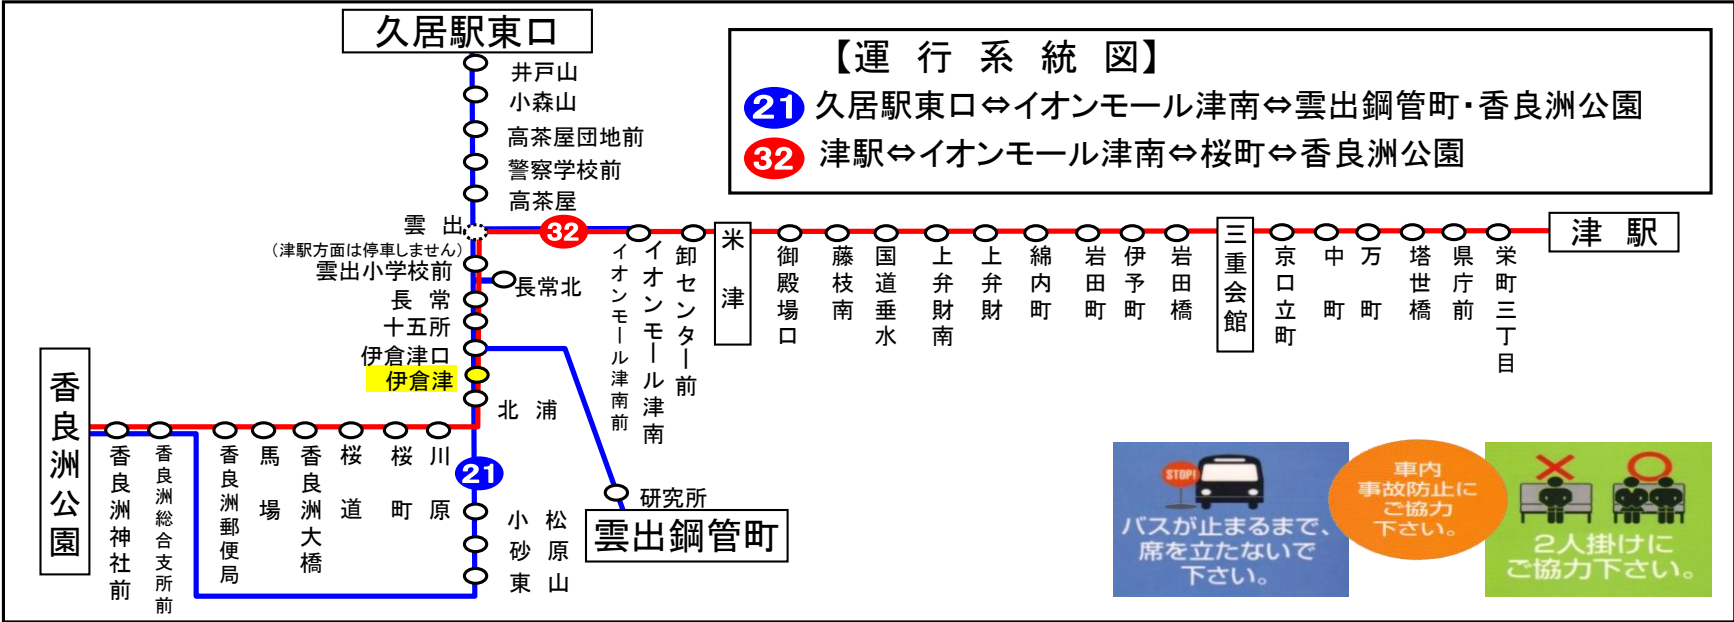 久居駅東口
井戸山
小森山
高茶屋団地前
警察学校前
高茶屋
雲出
(津駅方面は停車しません)
雲出小学校前
長常北
長常
十五所
伊倉津口
伊倉津
北浦
【運行系統図】
21 久居駅東口⇔イオンモール津南⇔雲出鋼管町・香良洲公園
32 津駅⇔イオンモール津南⇔桜町⇔香良洲公園
32
イオンモール津南前
イオンモール津南
卸センター前
米津
御殿場口
藤枝南
国道垂水
上弁財南
上弁財
綿内町
岩田町
伊予町
岩田橋
三重会館
京口立町
中町
万町
塔世橋
県庁前
栄町三丁目
津駅
香良洲公園
香良洲神社前
香良洲総合支所前
香良洲郵便局
馬場
香良洲大橋
桜道
桜町
川原
21
小松
砂原
東山
研究所
雲出鋼管町
STOP!
バスが止まるまで、
席を立たないで
下さい。
車内
事故防止に
ご協力
下さい。
2人掛けに
ご協力下さい。